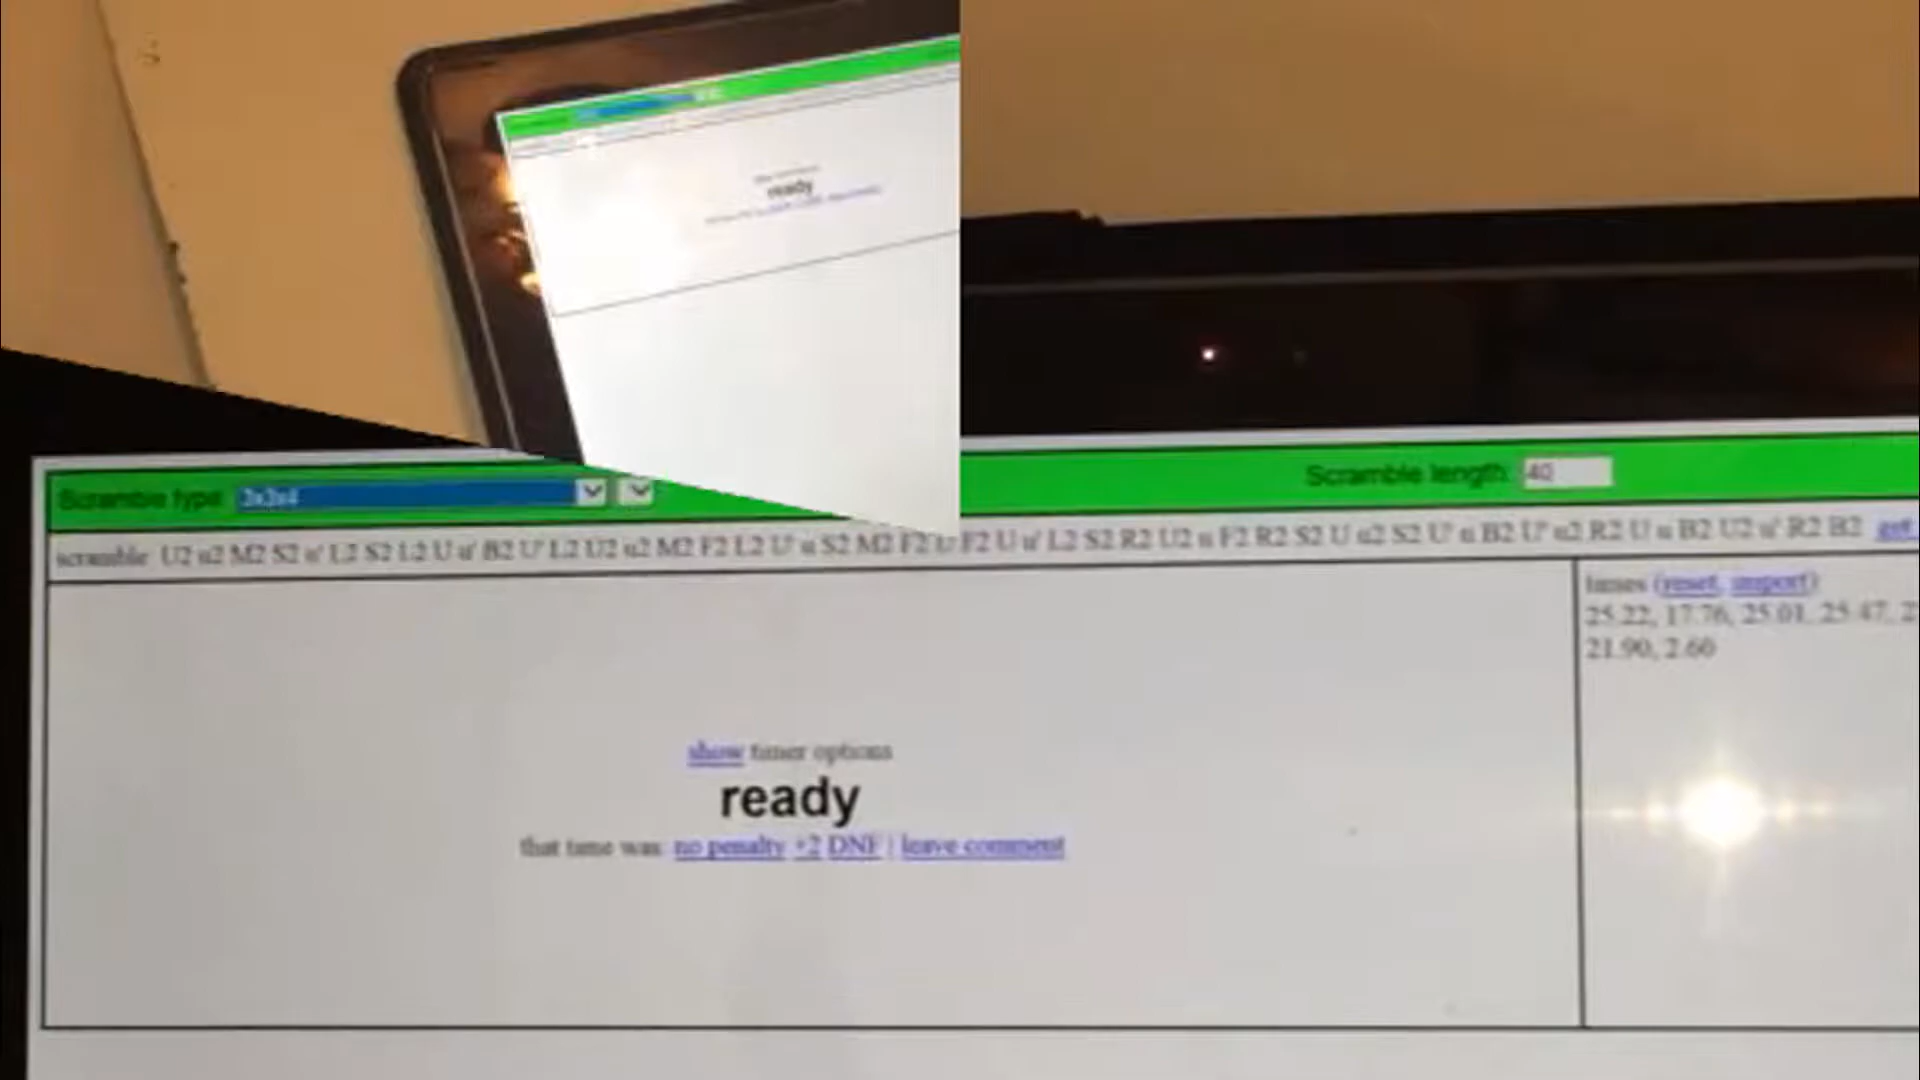 ready
Scramble length: 40
Scramble type: 3x3x4
scramble: U2 u2 M2 S2 u' L2 S2 L2 U u' B2 U' L2 U2 u2 M2 F2 L2 U' u S2 M2 F2 U' F2 U u' L2 S2 R2 U2 u F2 R2 S2 U u2 S2 U' u B2 U' u2 R2 U u B2 U2 u' R2 B2 get
times (reset, import)
25.22, 17.76, 25.01, 25.47, 2
21.90, 2.60
show timer options
ready
that time was: no penalty +2 DNF | leave comment